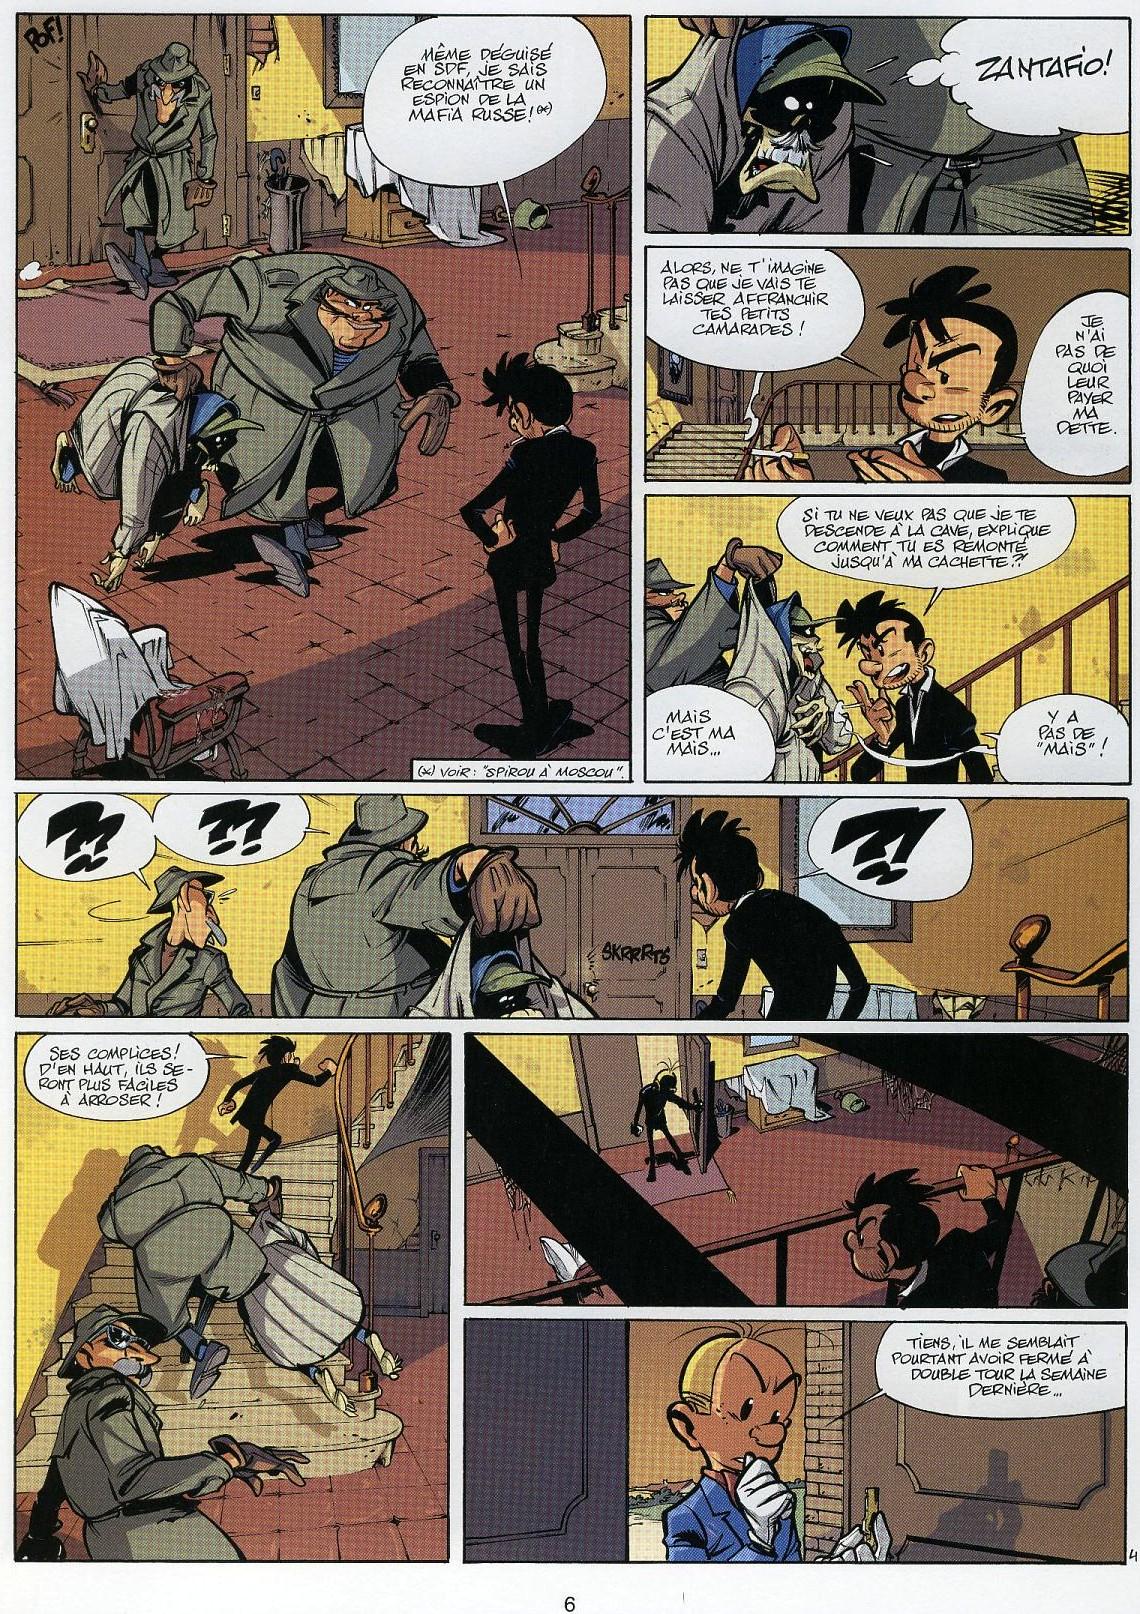 POF!
MÊME DÉGUISÉ
EN SDF, JE SAIS
RECONNAÎTRE UN
ESPION DE LA
MAFIA RUSSE! (*)
(*) VOIR: "SPIROU À MOSCOU".
ZANTAFIO!
ALORS, NE T'IMAGINE
PAS QUE JE VAIS TE
LAISSER AFFRANCHIR
TES PETITS
CAMARADES!
JE
N'AI
PAS DE
QUOI
LEUR
PAYER
MA
DETTE.
SI TU NE VEUX PAS QUE JE TE
DESCENDE À LA CAVE, EXPLIQUE
COMMENT TU ES REMONTÉ
JUSQU'À MA CACHETTE?!
MAIS
C'EST MA
MAIS...
Y A
PAS DE
"MAIS"!
??
?!
SKRRRTS
?!
SES COMPLICES!
D'EN HAUT, ILS SE-
RONT PLUS FACILES
À ARROSER!
TIENS, IL ME SEMBLAIT
POURTANT AVOIR FERMÉ À
DOUBLE TOUR LA SEMAINE
DERNIÈRE...
4
6